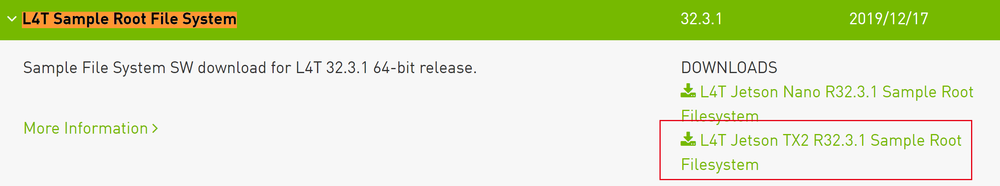 L4T Sample Root File System 32.3.1 2019/12/17
Sample File System SW download for L4T 32.3.1 64-bit release.
More Information >
DOWNLOADS
L4T Jetson Nano R32.3.1 Sample Root
Filesystem
L4T Jetson TX2 R32.3.1 Sample Root
Filesystem